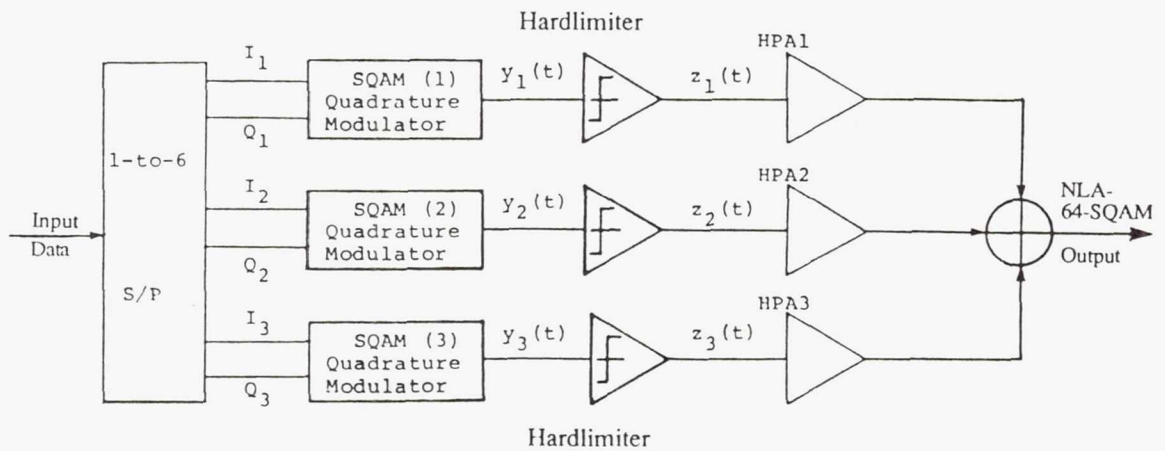 Hardlimiter
HPA1
I1
SQAM (1)
Quadrature
Modulator
y1(t)
z1(t)
Q1
1-to-6
S/P
Input
Data
I2
SQAM (2)
Quadrature
Modulator
y2(t)
z2(t)
HPA2
Q2
NLA-
64-SQAM
Output
I3
SQAM (3)
Quadrature
Modulator
y3(t)
z3(t)
HPA3
Q3
Hardlimiter